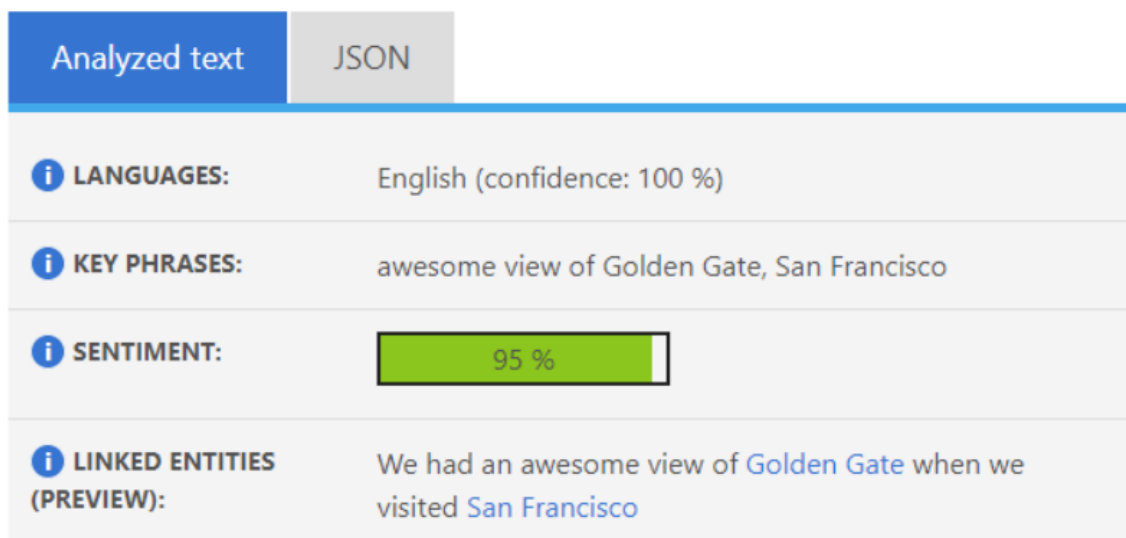 Analyzed text JSON
LANGUAGES: English (confidence: 100 %)
KEY PHRASES: awesome view of Golden Gate, San Francisco
SENTIMENT: 95 %
LINKED ENTITIES (PREVIEW):
We had an awesome view of Golden Gate when we
visited San Francisco